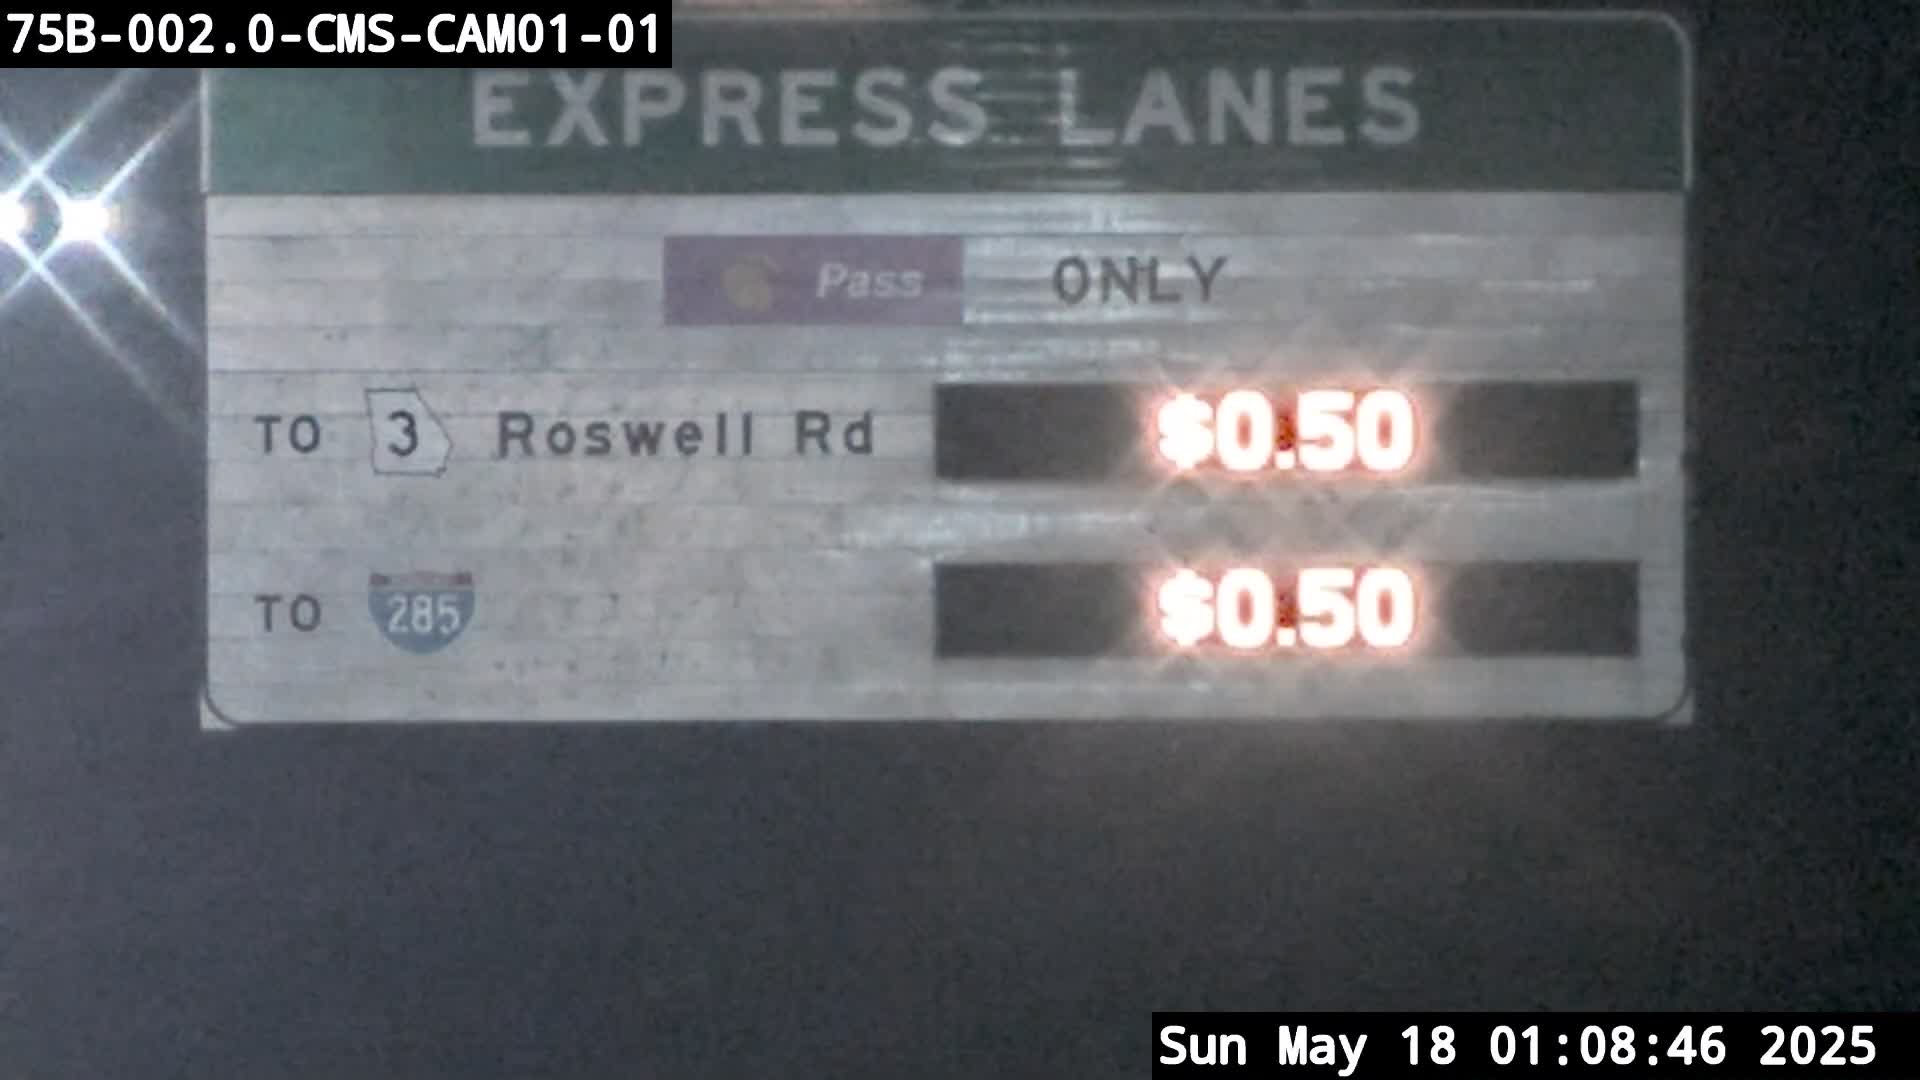 75B-002.0-CMS-CAM01-01
EXPRESS LANES
Pass ONLY
TO 3 Roswell Rd $0.50
TO 285 $0.50
Sun May 18 01:08:46 2025